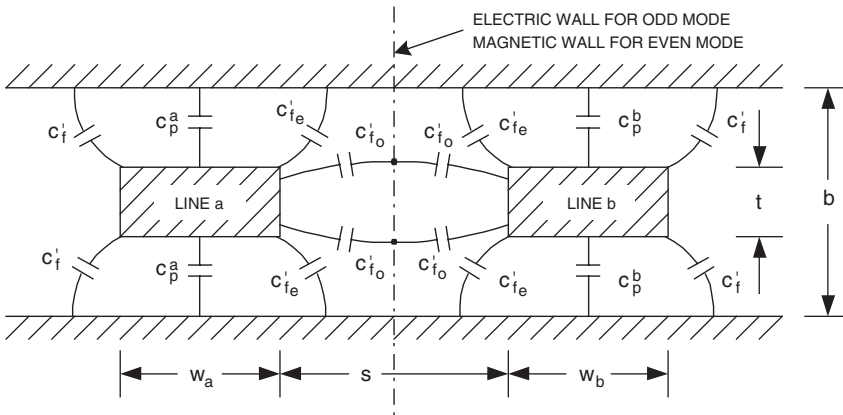 ELECTRIC WALL FOR ODD MODE
MAGNETIC WALL FOR EVEN MODE
c'f c^a_p c'fe c'fo c'fo c'fe c^b_p c'f
LINE a LINE b t b
c'f c^a_p c'fe c'fo c'fo c'fe c^b_p c'f
wa s wb